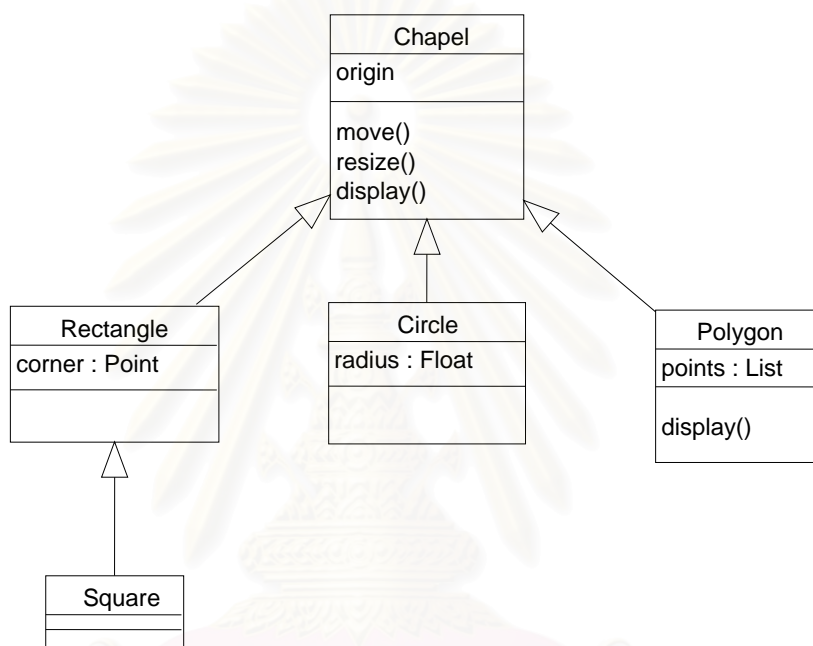 Chapel
origin
move()
resize()
display()
Rectangle
corner : Point
Circle
radius : Float
Polygon
points : List
display()
Square